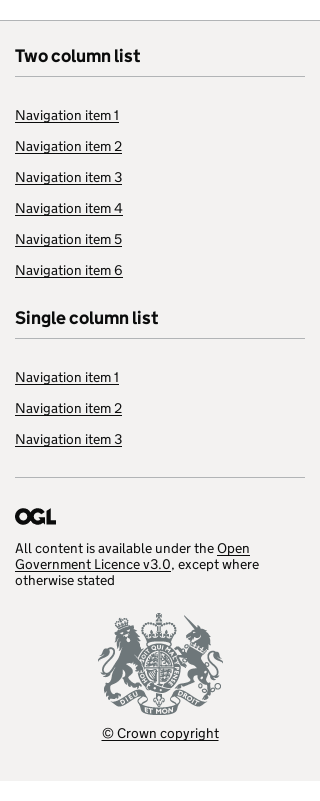 Two column list
Navigation item 1
Navigation item 2
Navigation item 3
Navigation item 4
Navigation item 5
Navigation item 6
Single column list
Navigation item 1
Navigation item 2
Navigation item 3
OGL
All content is available under the Open
Government Licence v3.0, except where
otherwise stated
DIEU ET MON DROIT
© Crown copyright